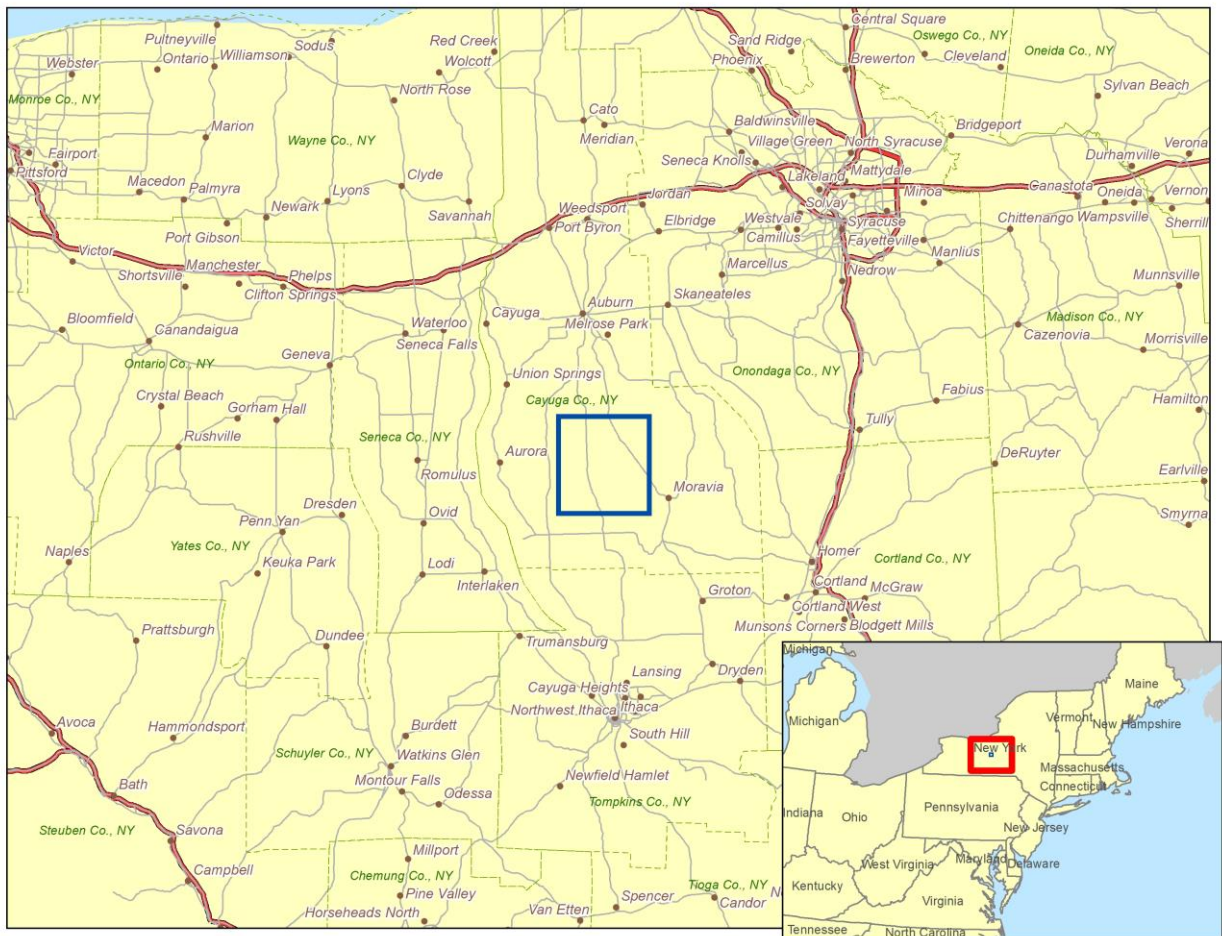 Central Square
Oswego Co., NY
Oneida Co., NY
Pultneyville
Sodus
Red Creek
Sand Ridge
Cleveland
Webster
Ontario
Williamson
Wolcott
Phoenix
Brewerton
Sylvan Beach
Monroe Co., NY
North Rose
Cato
Marion
Wayne Co., NY
Meridian
Baldwinsville
Bridgeport
Village Green
North Syracuse
Verona
Fairport
Seneca Knolls
Mattydale
Durhamville
Pittsford
Macedon
Palmyra
Lyons
Clyde
Jordan
Lakeland
Minoa
Canastota
Oneida
Vernon
Newark
Savannah
Weedsport
Solvay
Wampsville
Port Gibson
Port Byron
Elbridge
Westvale
Syracuse
Chittenango
Sherrill
Camillus
Fayetteville
Victor
Manchester
Marcellus
Manlius
Shortsville
Phelps
Nedrow
Munnsville
Clifton Springs
Auburn
Skaneateles
Bloomfield
Waterloo
Cayuga
Melrose Park
Madison Co., NY
Canandaigua
Seneca Falls
Cazenovia
Morrisville
Geneva
Ontario Co., NY
Onondaga Co., NY
Union Springs
Crystal Beach
Cayuga Co., NY
Fabius
Gorham
Hall
Hamilton
Rushville
Seneca Co., NY
Tully
Aurora
DeRuyter
Romulus
Earlville
Dresden
Moravia
Penn Yan
Ovid
Smyrna
Yates Co., NY
Naples
Homer
Keuka Park
Lodi
Cortland Co., NY
Interlaken
Groton
Cortland
McGraw
Cortland West
Prattsburgh
Munsons Corners
Blodgett Mills
Dundee
Trumansburg
Lansing
Dryden
Cayuga Heights
Northwest Ithaca
Ithaca
Avoca
Hammondsport
Burdett
South Hill
Schuyler Co., NY
Watkins Glen
Bath
Montour Falls
Newfield Hamlet
Odessa
Tompkins Co., NY
Steuben Co., NY
Savona
Millport
Campbell
Chemung Co., NY
Pine Valley
Spencer
Tioga Co., NY
Candor
Horseheads North
Van Etten
Michigan
Maine
Michigan
Vermont
New Hampshire
New York
Massachusetts
Connecticut
Pennsylvania
Indiana
Ohio
New Jersey
West Virginia
Maryland
Delaware
Kentucky
Virginia
Tennessee
North Carolina